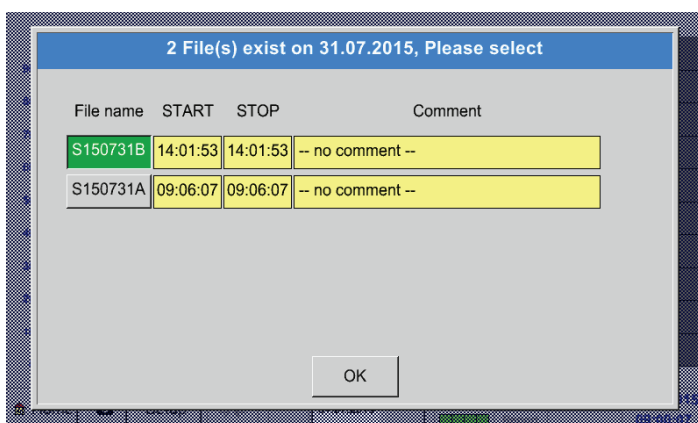 2 File(s) exist on 31.07.2015, Please select
File name START STOP Comment
S150731B 14:01:53 14:01:53 -- no comment --
S150731A 09:06:07 09:06:07 -- no comment --
OK